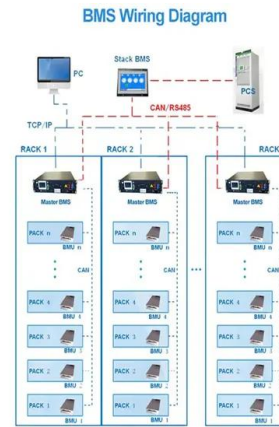 BMS Wiring Diagram
PC
Stack BMS
PCS
CAN/RS485
TCP/IP
RACK 1
RACK 2
RACK
Master BMS
Master BMS
Master BMS
PACK n
BMU n
PACK n
BMU n
PACK n
BMU n
CAN
CAN
CAN
PACK 4
BMU 4
PACK 4
BMU 4
PACK 4
BMU 4
PACK 3
BMU 3
PACK 3
BMU 3
PACK 3
BMU 3
PACK 2
BMU 2
PACK 2
BMU 2
PACK 2
BMU 2
PACK 1
BMU 1
PACK 1
BMU 1
PACK 1
BMU 1